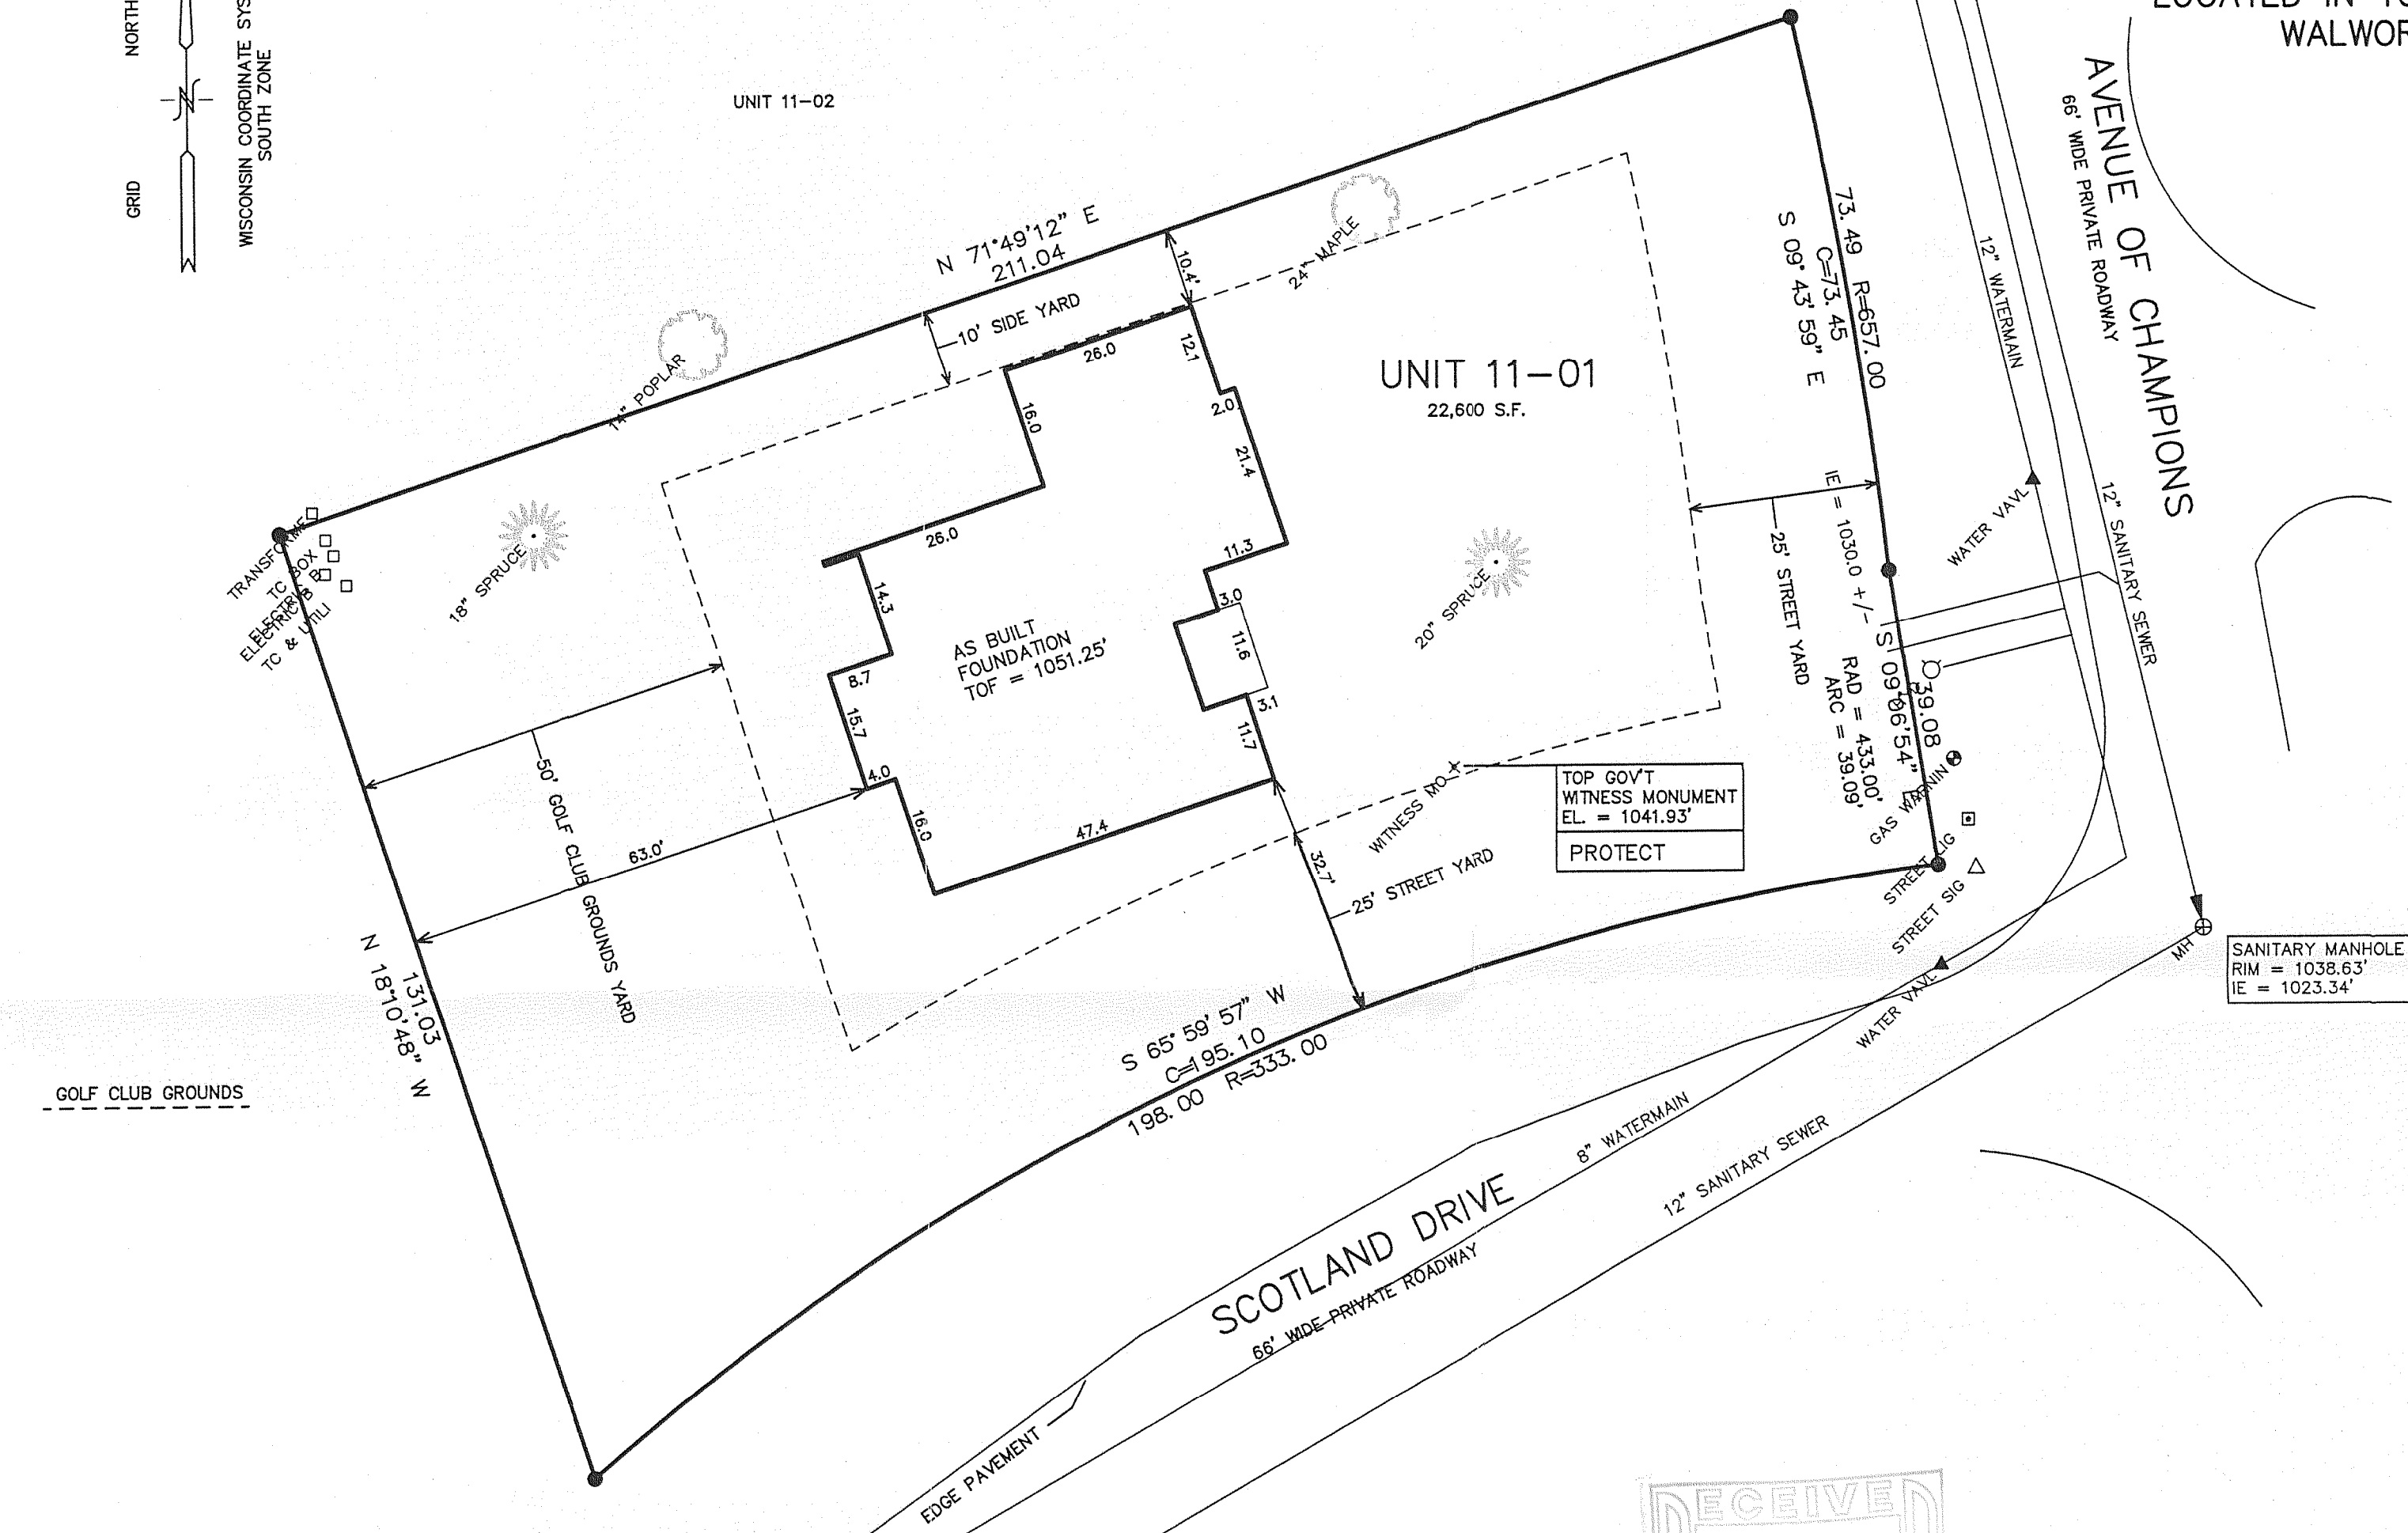 NORTH
GRID
WISCONSIN COORDINATE SYS
SOUTH ZONE
UNIT 11-02
WALWOR
AVENUE OF CHAMPIONS
66' WIDE PRIVATE ROADWAY
N 71°49'12" E
211.04
10.4'
10' SIDE YARD
24" MAPLE
14" POPLAR
73.49 R=657.00
C=73.45
S 09°43'59" E
12" WATERMAIN
UNIT 11-01
22,600 S.F.
26.0
12.1
16.0
2.0
21.4
26.0
11.3
3.0
11.6
3.1
11.7
14.3
8.7
15.7
4.0
16.0
47.4
AS BUILT
FOUNDATION
TOF = 1051.25'
TRANSFORME
TC BOX
ELECTRIC B
ELECTRIC B
TC & UTILI
18" SPRUCE
20" SPRUCE
IE = 1030.0 +/-
25' STREET YARD
WATER VAVL
12" SANITARY SEWER
39.08
RAD = 433.00'
ARC = 39.09'
GAS WARNIN
STREET LIG
STREET SIG
50' GOLF CLUB GROUNDS YARD
63.0'
WITNESS MO
TOP GOV'T
WITNESS MONUMENT
EL. = 1041.93'
PROTECT
32.7'
25' STREET YARD
MH
SANITARY MANHOLE
RIM = 1038.63'
IE = 1023.34'
WATER VAVL
131.03
N 18°10'48" W
GOLF CLUB GROUNDS
S 65°59'57" W
C=195.10
198.00 R=333.00
8" WATERMAIN
12" SANITARY SEWER
SCOTLAND DRIVE
66' WIDE PRIVATE ROADWAY
EDGE PAVEMENT
RECEIVED